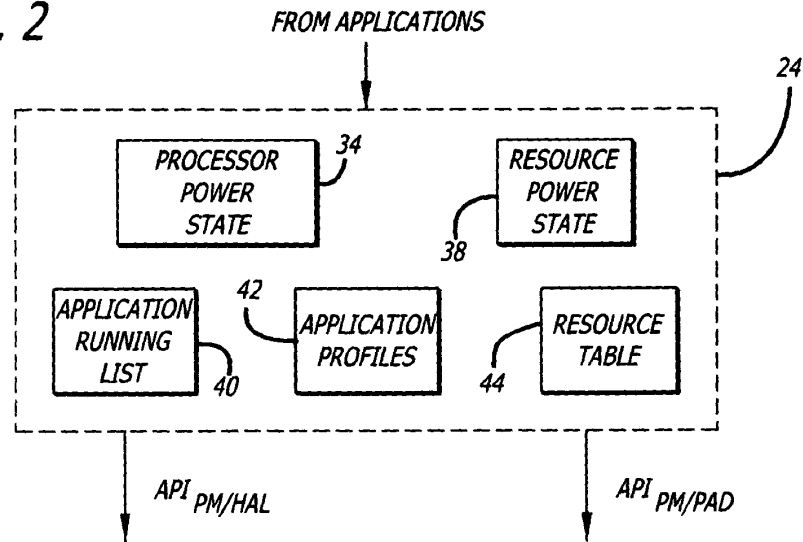 . 2
FROM APPLICATIONS
24
PROCESSOR
POWER
STATE
34
RESOURCE
POWER
STATE
38
APPLICATION
RUNNING
LIST
40
42
APPLICATION
PROFILES
44
RESOURCE
TABLE
API PM/HAL
API PM/PAD